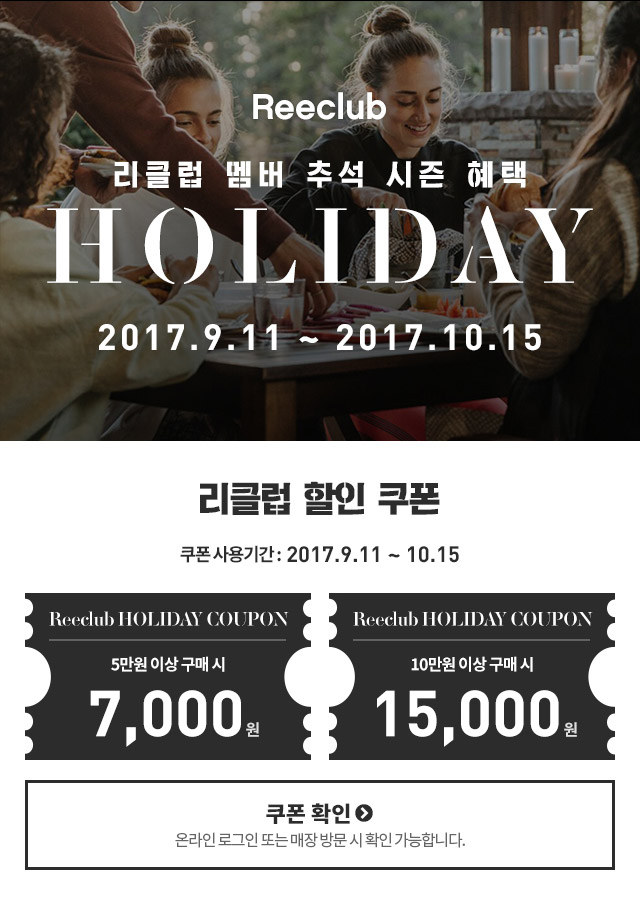 Reeclub
리클럽 멤버 추석 시즌 혜택
HOLIDAY
2017.9.11 ~ 2017.10.15
리클럽 할인 쿠폰
쿠폰 사용기간 : 2017.9.11 ~ 10.15
Reeclub HOLIDAY COUPON
5만원 이상 구매 시
7,000원
Reeclub HOLIDAY COUPON
10만원 이상 구매 시
15,000원
쿠폰 확인
온라인 로그인 또는 매장 방문 시 확인 가능합니다.